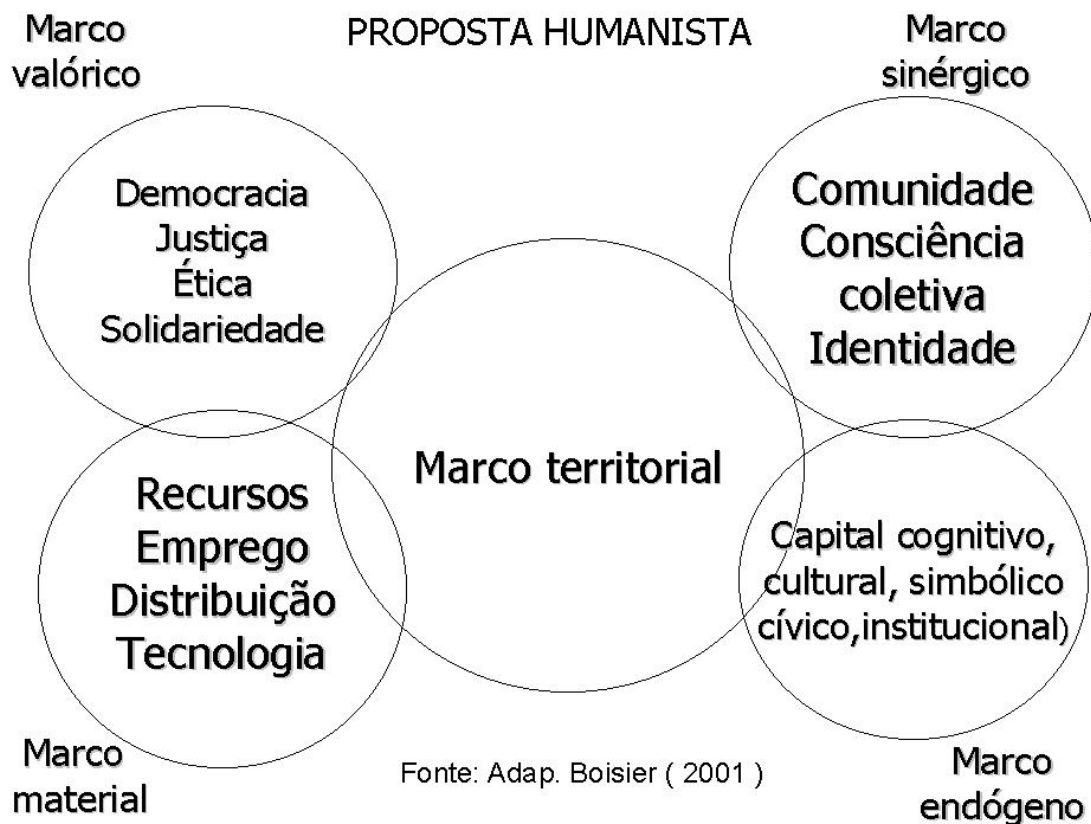 Marco
valórico
PROPOSTA HUMANISTA
Marco
sinérgico
Democracia
Justiça
Ética
Solidariedade
Comunidade
Consciência
coletiva
Identidade
Marco territorial
Recursos
Emprego
Distribuição
Tecnologia
Capital cognitivo,
cultural, simbólico
cívico,institucional)
Marco
material
Fonte: Adap. Boisier ( 2001 )
Marco
endógeno